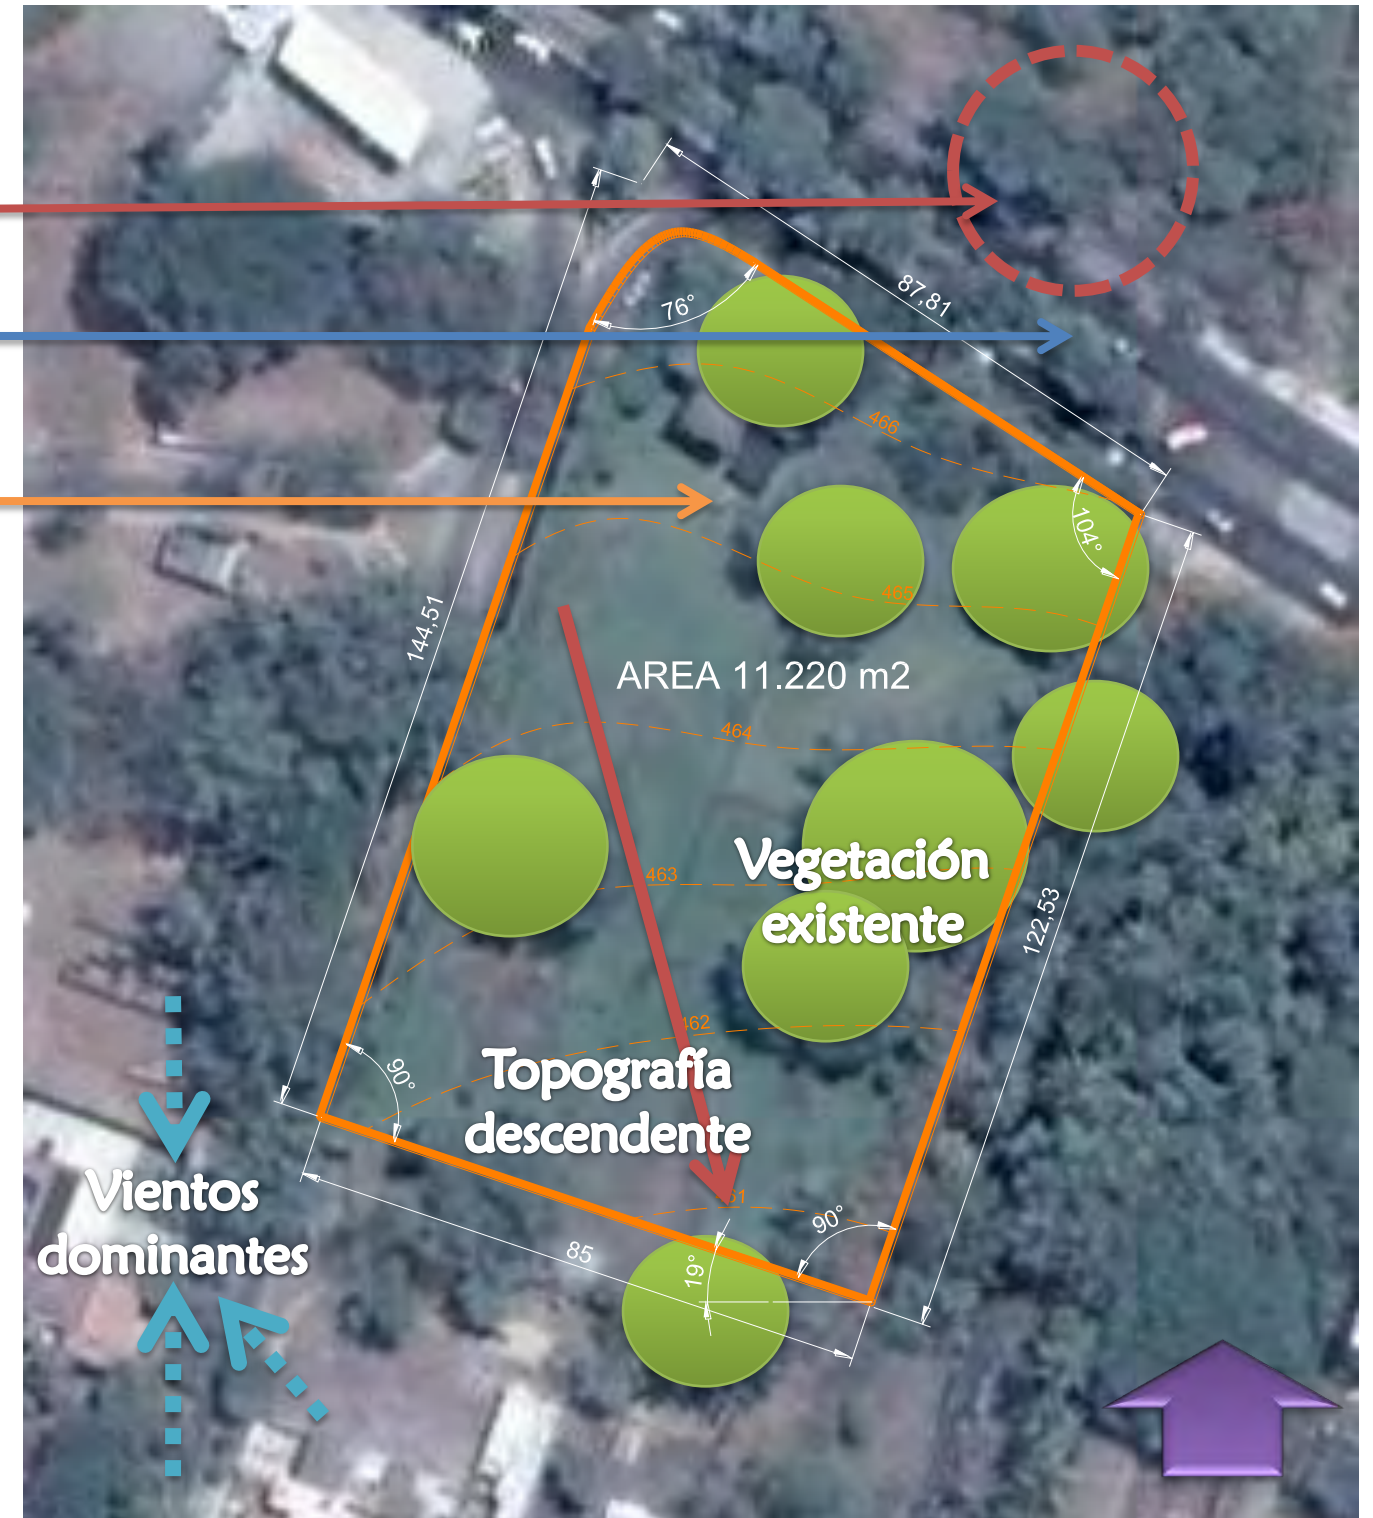 87,81
76°
466
104°
465
144,51
AREA 11.220 m2
464
Vegetación
existente
463
122,53
462
Topografía
descendente
90°
Vientos
dominantes
61
90°
85
19°